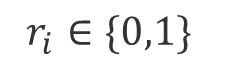 rᵢ ∈ {0,1}